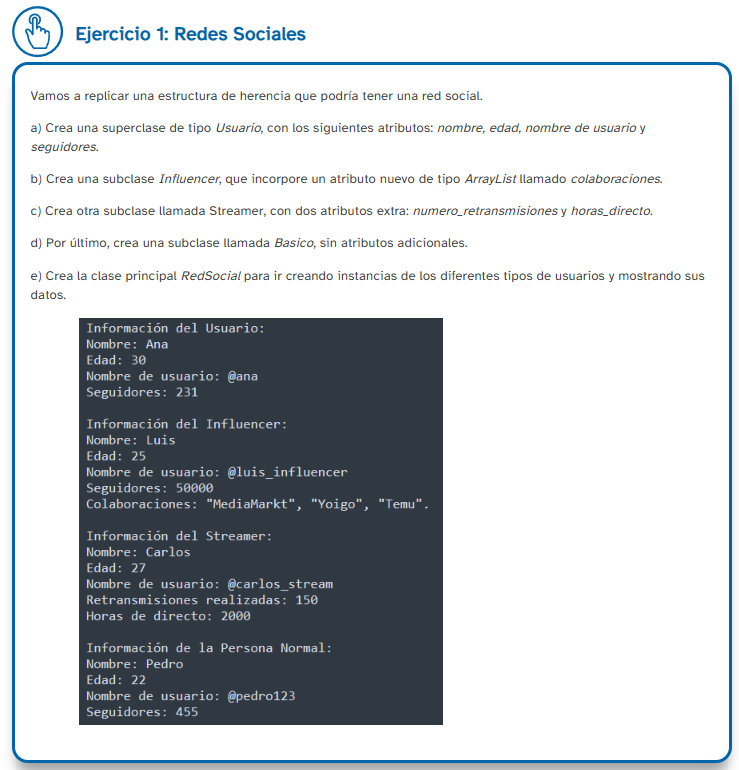 Ejercicio 1: Redes Sociales
Vamos a replicar una estructura de herencia que podría tener una red social.
a) Crea una superclase de tipo Usuario, con los siguientes atributos: nombre, edad, nombre de usuario y
seguidores.
b) Crea una subclase Influencer, que incorpore un atributo nuevo de tipo ArrayList llamado colaboraciones.
c) Crea otra subclase llamada Streamer, con dos atributos extra: numero_retransmisiones y horas_directo.
d) Por último, crea una subclase llamada Basico, sin atributos adicionales.
e) Crea la clase principal RedSocial para ir creando instancias de los diferentes tipos de usuarios y mostrando sus
datos.
Información del Usuario:
Nombre: Ana
Edad: 30
Nombre de usuario: @ana
Seguidores: 231
Información del Influencer:
Nombre: Luis
Edad: 25
Nombre de usuario: @luis_influencer
Seguidores: 50000
Colaboraciones: "MediaMarkt", "Yoigo", "Temu".
Información del Streamer:
Nombre: Carlos
Edad: 27
Nombre de usuario: @carlos_stream
Retransmisiones realizadas: 150
Horas de directo: 2000
Información de la Persona Normal:
Nombre: Pedro
Edad: 22
Nombre de usuario: @pedro123
Seguidores: 455